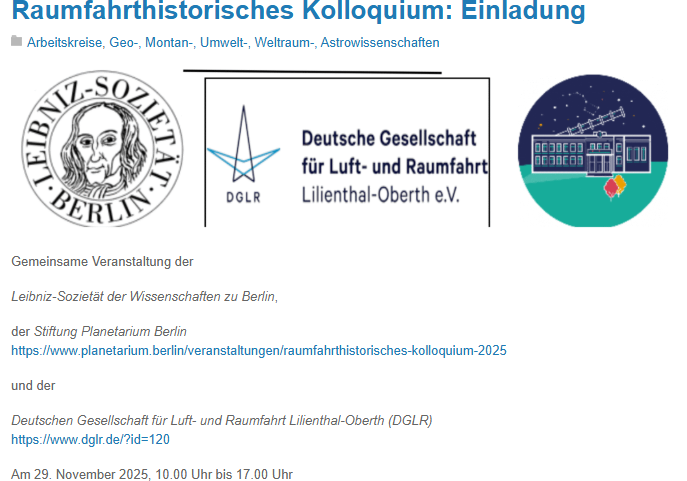 Raumfahrthistorisches Kolloquium: Einladung
Arbeitskreise, Geo-, Montan-, Umwelt-, Weltraum-, Astrowissenschaften
LEIBNIZ-SOZIETÄT · BERLIN ·
DGLR
Deutsche Gesellschaft
für Luft- und Raumfahrt
Lilienthal-Oberth e.V.
Gemeinsame Veranstaltung der
Leibniz-Sozietät der Wissenschaften zu Berlin,
der Stiftung Planetarium Berlin
https://www.planetarium.berlin/veranstaltungen/raumfahrthistorisches-kolloquium-2025
und der
Deutschen Gesellschaft für Luft- und Raumfahrt Lilienthal-Oberth (DGLR)
https://www.dglr.de/?id=120
Am 29. November 2025, 10.00 Uhr bis 17.00 Uhr